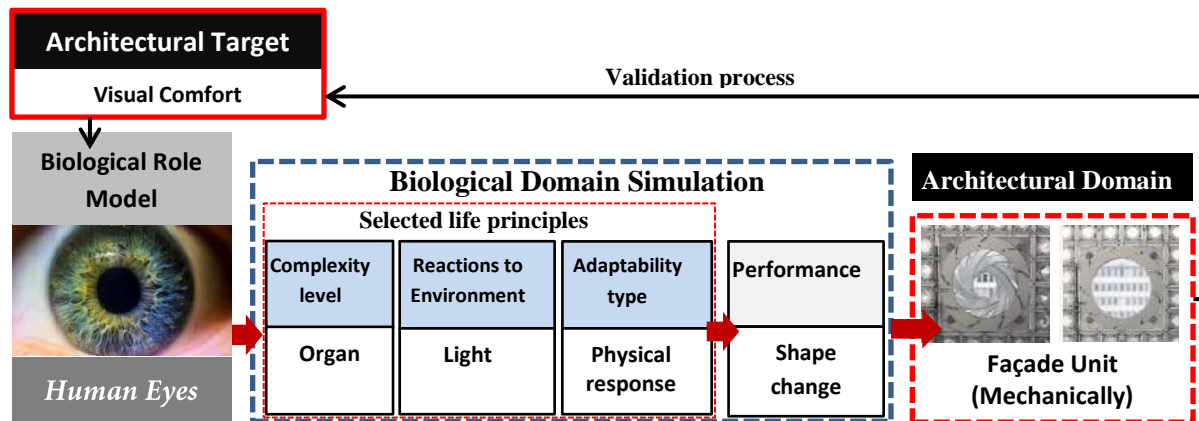 Architectural Target
Visual Comfort
Validation process
Biological Role
Model
Human Eyes
Biological Domain Simulation
Selected life principles
Complexity
level
Organ
Reactions to
Environment
Light
Adaptability
type
Physical
response
Performance
Shape
change
Architectural Domain
Façade Unit
(Mechanically)